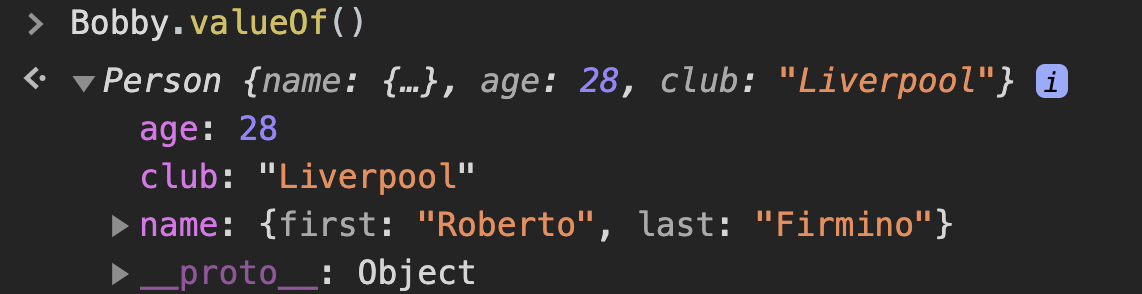 > Bobby.valueOf()
Person {name: {…}, age: 28, club: "Liverpool"} i
age: 28
club: "Liverpool"
name: {first: "Roberto", last: "Firmino"}
__proto__: Object